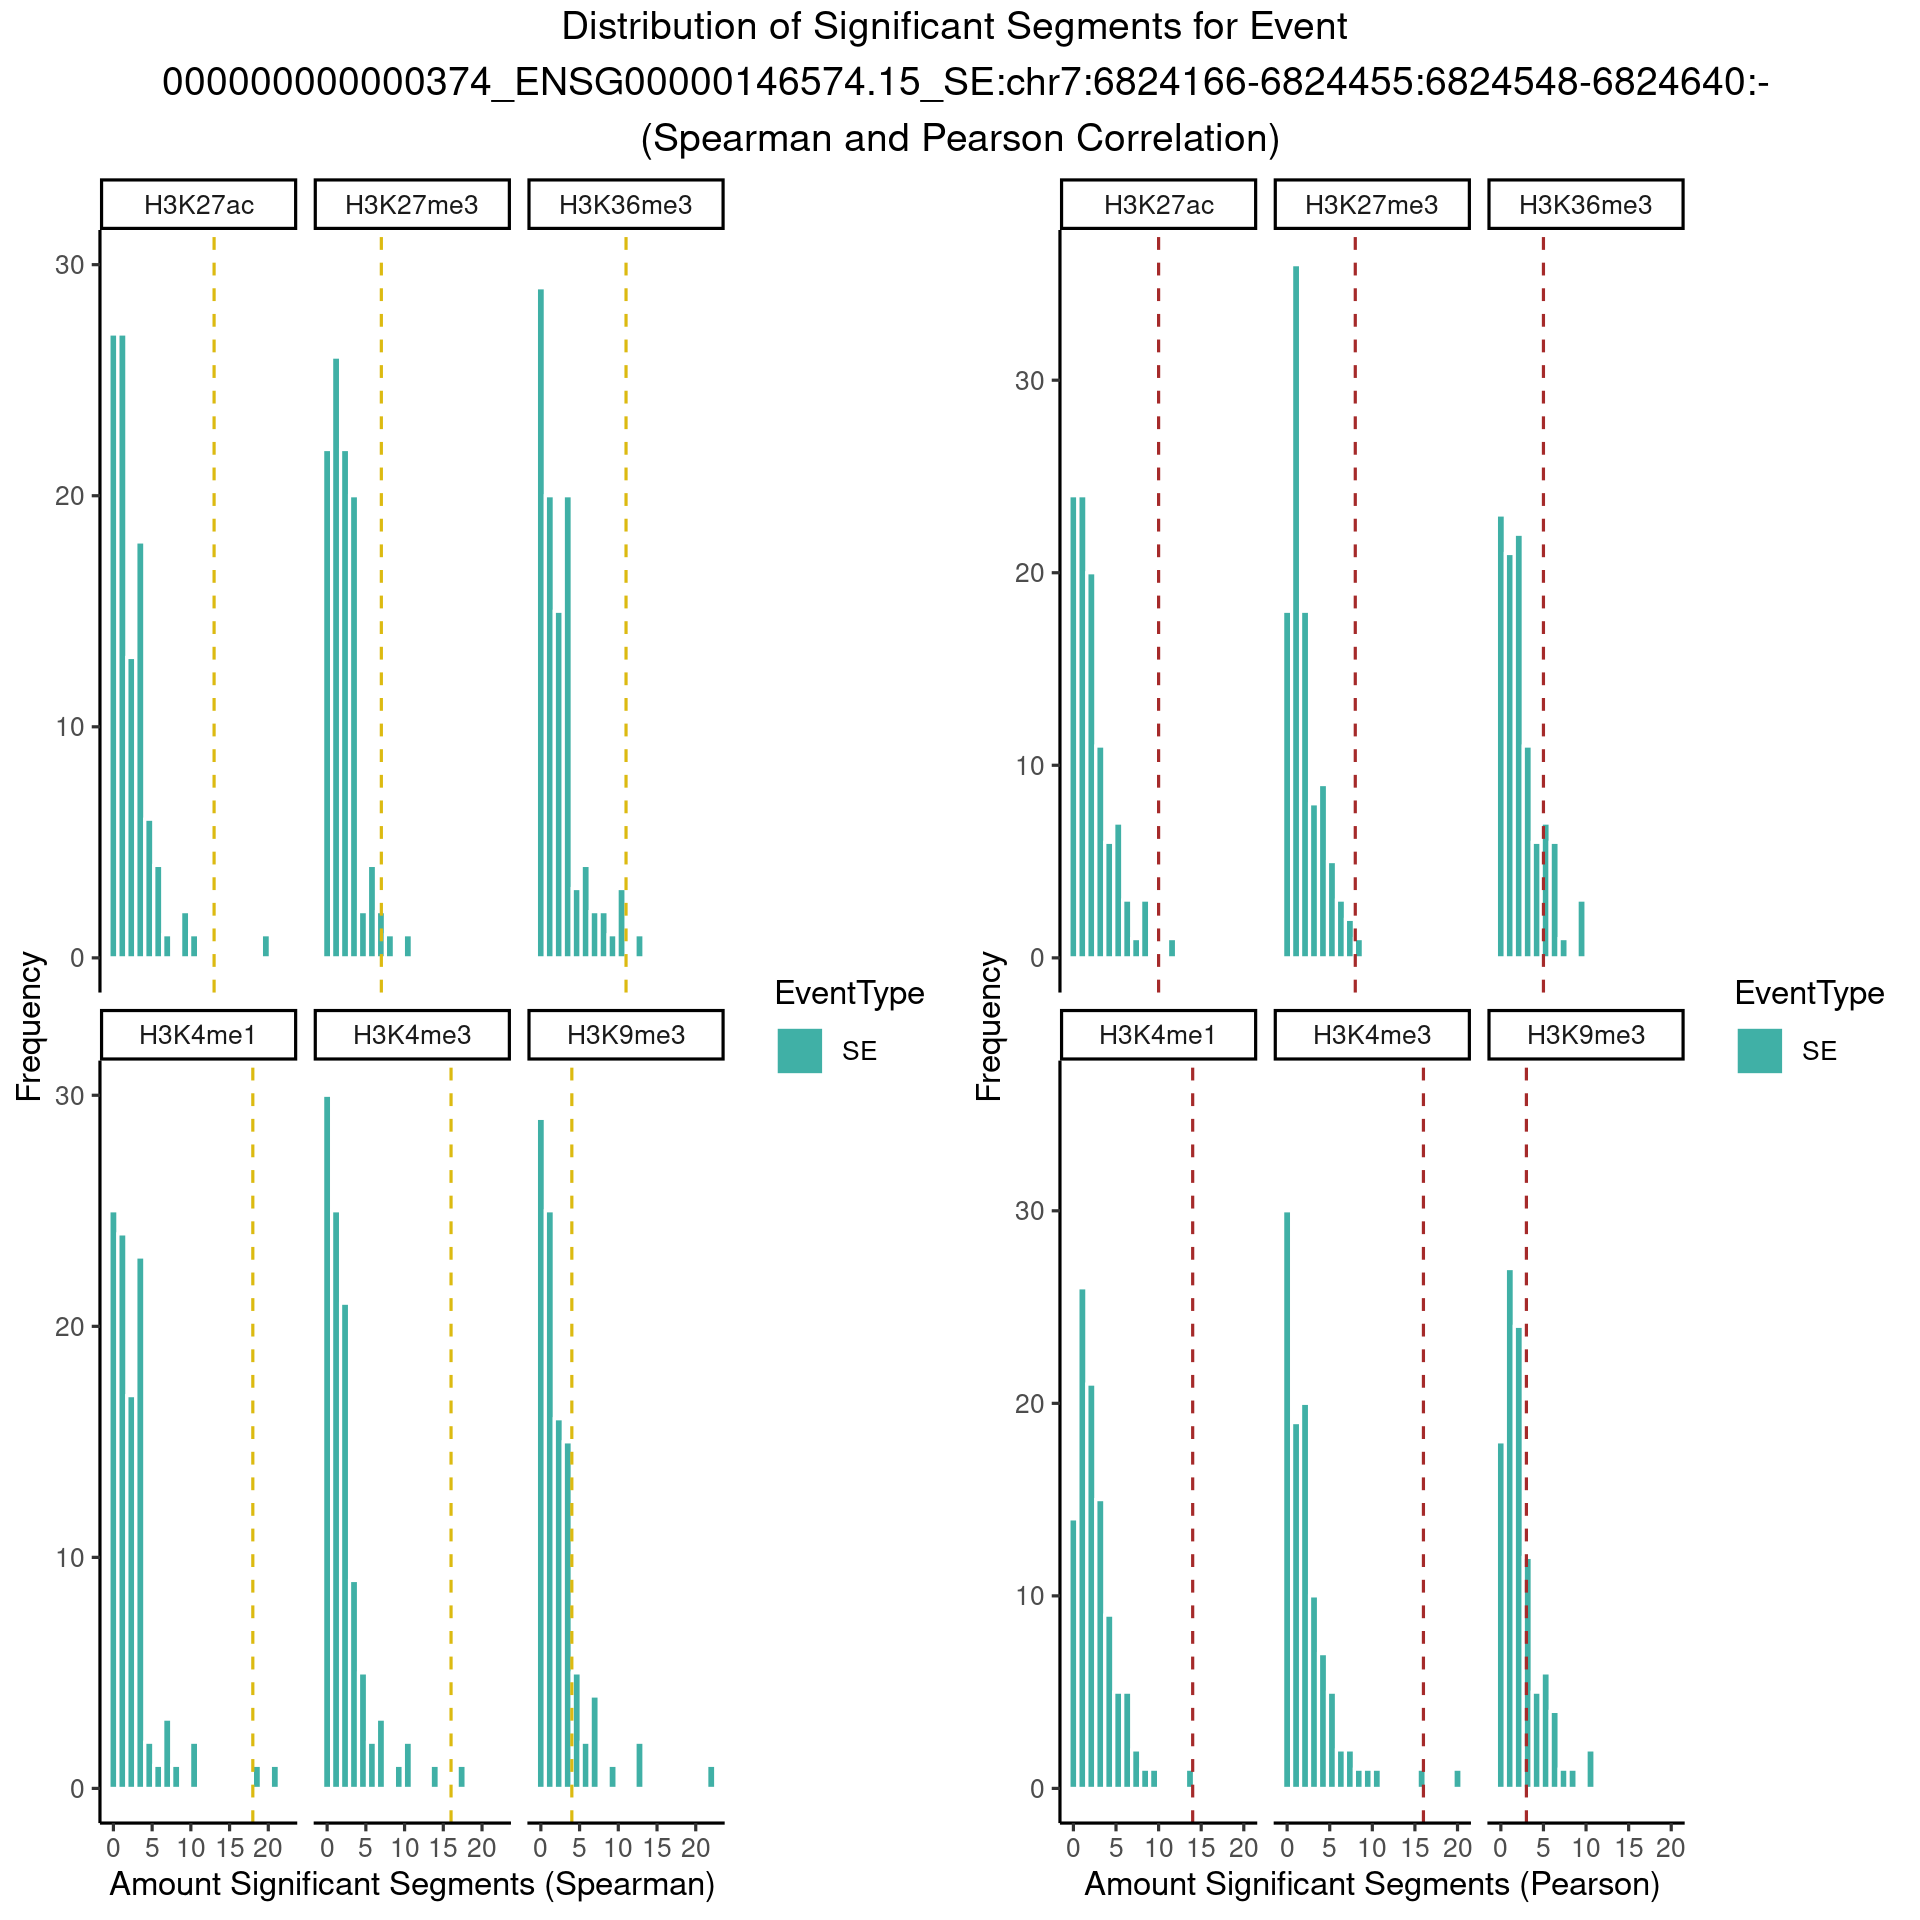 Distribution of Significant Segments for Event
000000000000374_ENSG00000146574.15_SE:chr7:6824166-6824455:6824548-6824640:-
(Spearman and Pearson Correlation)
H3K27ac H3K27me3 H3K36me3
30
20
10
0
H3K4me1 H3K4me3 H3K9me3
30
20
10
0
Frequency
0 5 10 15 20 0 5 10 15 20 0 5 10 15 20
Amount Significant Segments (Spearman)
EventType
SE
H3K27ac H3K27me3 H3K36me3
30
20
10
0
H3K4me1 H3K4me3 H3K9me3
30
20
10
0
Frequency
0 5 10 15 20 0 5 10 15 20 0 5 10 15 20
Amount Significant Segments (Pearson)
EventType
SE